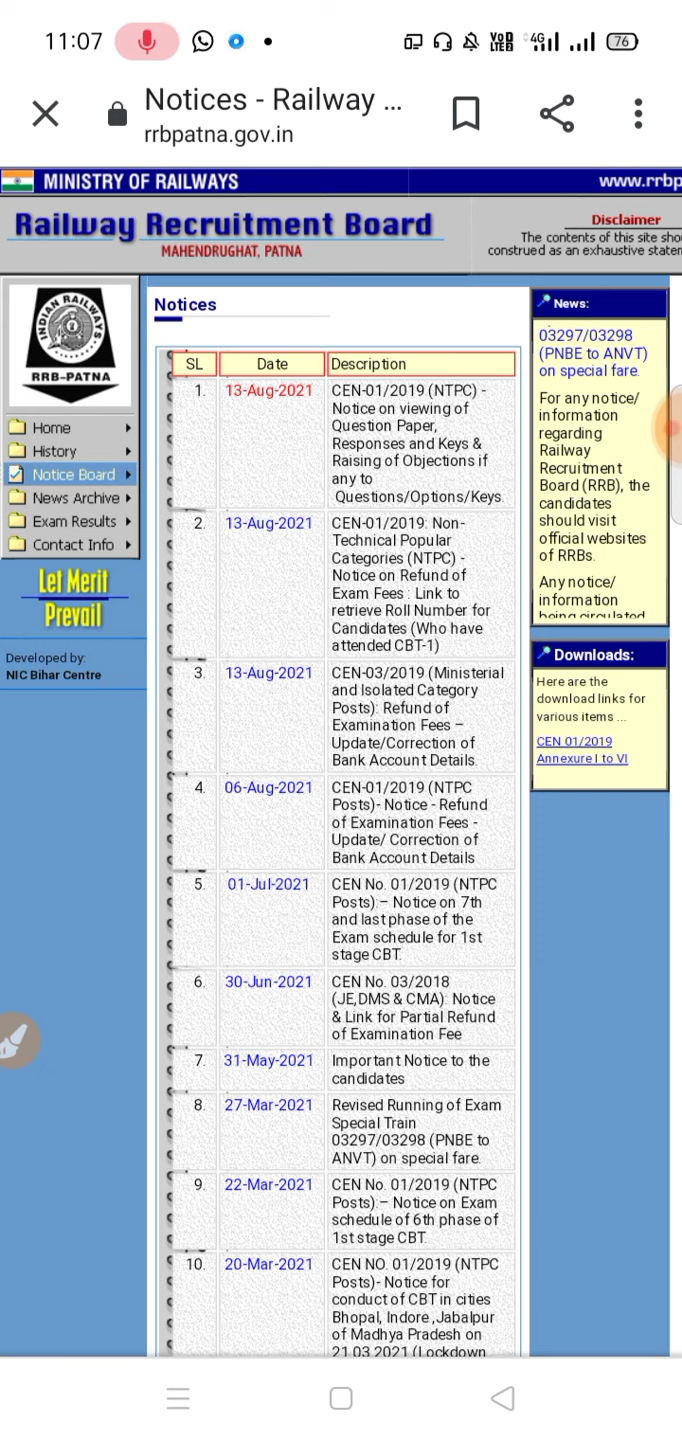 11:07
VoD
LTE2
4G
76
Notices - Railway ...
rrbpatna.gov.in
MINISTRY OF RAILWAYS
www.rrbp
Railway Recruitment Board
MAHENDRUGHAT, PATNA
Disclaimer
The contents of this site shou
construed as an exhaustive statem
INDIAN RAILWAYS
RRB-PATNA
Home
History
Notice Board
News Archive
Exam Results
Contact Info
Let Merit
Prevail
Developed by:
NIC Bihar Centre
Notices
SL Date Description
1. 13-Aug-2021 CEN-01/2019 (NTPC) -
Notice on viewing of
Question Paper,
Responses and Keys &
Raising of Objections if
any to
Questions/Options/Keys.
2. 13-Aug-2021 CEN-01/2019: Non-
Technical Popular
Categories (NTPC) -
Notice on Refund of
Exam Fees : Link to
retrieve Roll Number for
Candidates (Who have
attended CBT-1)
3. 13-Aug-2021 CEN-03/2019 (Ministerial
and Isolated Category
Posts): Refund of
Examination Fees –
Update/Correction of
Bank Account Details.
4. 06-Aug-2021 CEN-01/2019 (NTPC
Posts)- Notice - Refund
of Examination Fees -
Update/ Correction of
Bank Account Details
5. 01-Jul-2021 CEN No. 01/2019 (NTPC
Posts):– Notice on 7th
and last phase of the
Exam schedule for 1st
stage CBT.
6. 30-Jun-2021 CEN No. 03/2018
(JE,DMS & CMA): Notice
& Link for Partial Refund
of Examination Fee
7. 31-May-2021 Important Notice to the
candidates
8. 27-Mar-2021 Revised Running of Exam
Special Train
03297/03298 (PNBE to
ANVT) on special fare.
9. 22-Mar-2021 CEN No. 01/2019 (NTPC
Posts):– Notice on Exam
schedule of 6th phase of
1st stage CBT.
10. 20-Mar-2021 CEN NO. 01/2019 (NTPC
Posts)- Notice for
conduct of CBT in cities
Bhopal, Indore ,Jabalpur
of Madhya Pradesh on
21.03.2021 (Lockdown
News:
03297/03298
(PNBE to ANVT)
on special fare.
For any notice/
information
regarding
Railway
Recruitment
Board (RRB), the
candidates
should visit
official websites
of RRBs.
Any notice/
information
being circulated
Downloads:
Here are the
download links for
various items ...
CEN 01/2019
Annexure I to VI